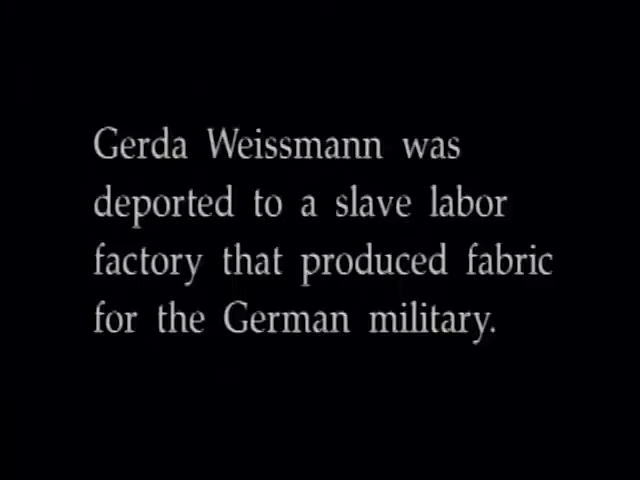 Gerda Weissmann was
deported to a slave labor
factory that produced fabric
for the German military.